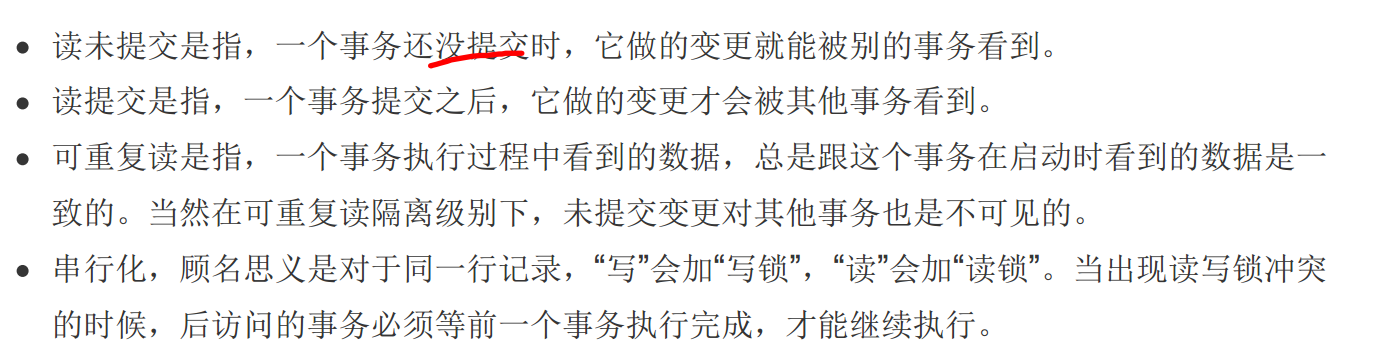 • 读未提交是指，一个事务还没提交时，它做的变更就能被别的事务看到。
• 读提交是指，一个事务提交之后，它做的变更才会被其他事务看到。
• 可重复读是指，一个事务执行过程中看到的数据，总是跟这个事务在启动时看到的数据是一
致的。当然在可重复读隔离级别下，未提交变更对其他事务也是不可见的。
• 串行化，顾名思义是对于同一行记录，“写”会加“写锁”，“读”会加“读锁”。当出现读写锁冲突
的时候，后访问的事务必须等前一个事务执行完成，才能继续执行。